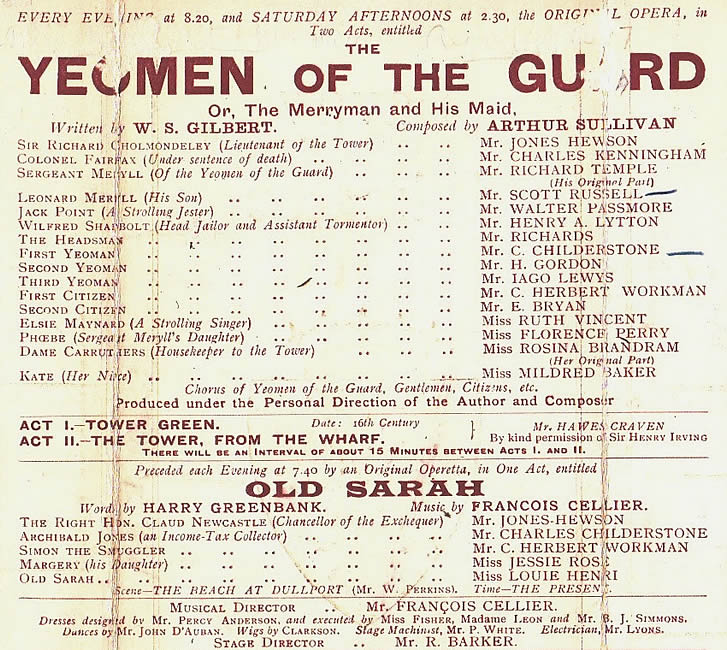 EVERY EVENING at 8.20, and SATURDAY AFTERNOONS at 2.30, the ORIGINAL OPERA, in
Two Acts, entitled
THE
YEOMEN OF THE GUARD
Or, The Merryman and His Maid,
Written by W. S. GILBERT. Composed by ARTHUR SULLIVAN
SIR RICHARD CHOLMONDELEY (Lieutenant of the Tower) .. .. Mr. JONES HEWSON
COLONEL FAIRFAX (Under sentence of death) .. .. .. .. Mr. CHARLES KENNINGHAM
SERGEANT MERYLL (Of the Yeomen of the Guard) .. .. .. Mr. RICHARD TEMPLE
(His Original Part)
LEONARD MERYLL (His Son) .. .. .. .. .. .. Mr. SCOTT RUSSELL
JACK POINT (A Strolling Jester) .. .. .. .. .. .. Mr. WALTER PASSMORE
WILFRED SHADBOLT (Head Jailor and Assistant Tormentor) .. .. Mr. HENRY A. LYTTON
THE HEADSMAN .. .. .. .. .. .. .. .. Mr. RICHARDS
FIRST YEOMAN .. .. .. .. .. .. .. .. Mr. C. CHILDERSTONE
SECOND YEOMAN .. .. .. .. .. .. .. .. Mr. H. GORDON
THIRD YEOMAN .. .. .. .. .. .. .. .. Mr. IAGO LEWYS
FIRST CITIZEN .. .. .. .. .. .. .. .. Mr. C. HERBERT WORKMAN
SECOND CITIZEN .. .. .. .. .. .. .. .. Mr. E. BRYAN
ELSIE MAYNARD (A Strolling Singer) .. .. .. .. .. Miss RUTH VINCENT
PHOEBE (Sergeant Meryll's Daughter) .. .. .. .. .. Miss FLORENCE PERRY
DAME CARRUTHERS (Housekeeper to the Tower) .. .. .. .. Miss ROSINA BRANDRAM
(Her Original Part)
KATE (Her Niece) .. .. .. .. .. .. .. .. Miss MILDRED BAKER
Chorus of Yeomen of the Guard, Gentlemen, Citizens, etc.
Produced under the Personal Direction of the Author and Composer
ACT I.—TOWER GREEN. Date: 16th Century } Mr. HAWES CRAVEN
ACT II.—THE TOWER, FROM THE WHARF. By kind permission of Sir HENRY IRVING
THERE WILL BE AN INTERVAL OF ABOUT 15 MINUTES BETWEEN ACTS I. AND II.
Preceded each Evening at 7.40 by an Original Operetta, in One Act, entitled
OLD SARAH
Words by HARRY GREENBANK. Music by FRANCOIS CELLIER.
THE RIGHT HON. CLAUD NEWCASTLE (Chancellor of the Exchequer) Mr. JONES-HEWSON
ARCHIBALD JONES (an Income-Tax Collector) .. .. .. .. Mr. CHARLES CHILDERSTONE
SIMON THE SMUGGLER .. .. .. .. .. .. .. Mr. C. HERBERT WORKMAN
MARGERY (his Daughter) .. .. .. .. .. .. .. Miss JESSIE ROSE
OLD SARAH .. .. .. .. .. .. .. .. .. Miss LOUIE HENRI
Scene—THE BEACH AT DULLPORT (Mr. W. PERKINS). Time—THE PRESENT.
MUSICAL DIRECTOR .. Mr. FRANÇOIS CELLIER.
Dresses designed by Mr. PERCY ANDERSON, and executed by MISS FISHER, MADAME LEON and MR. B. J. SIMMONS.
Dances by Mr. JOHN D'AUBAN. Wigs by CLARKSON. Stage Machinist, Mr. P. WHITE. Electrician, Mr. LYONS.
STAGE DIRECTOR .. Mr. R. BARKER.